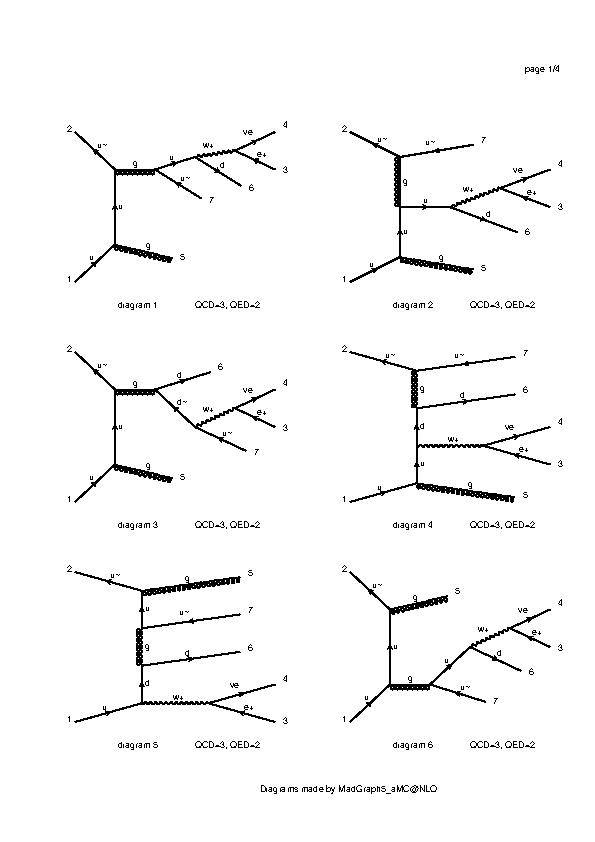 page 1/4
2 u~ g u w+ ve 4
e+ 3
d 6
u~ 7
u
g 5
1 u
diagram 1 QCD=3, QED=2
2 u~ u~ 7
g w+ ve 4
e+ 3
u d 6
u
g 5
1 u
diagram 2 QCD=3, QED=2
2 u~ g d 6
d~ w+ ve 4
e+ 3
u~ 7
u
g 5
1 u
diagram 3 QCD=3, QED=2
2 u~ u~ 7
g
d 6
d w+ ve 4
e+ 3
u
g 5
1 u
diagram 4 QCD=3, QED=2
2 u~ g 5
u
u~ 7
g
d 6
d
w+ ve 4
e+ 3
1 u
diagram 5 QCD=3, QED=2
2 u~ g 5
u w+ ve 4
e+ 3
u d 6
g u~ 7
1 u
diagram 6 QCD=3, QED=2
Diagrams made by MadGraph5_aMC@NLO